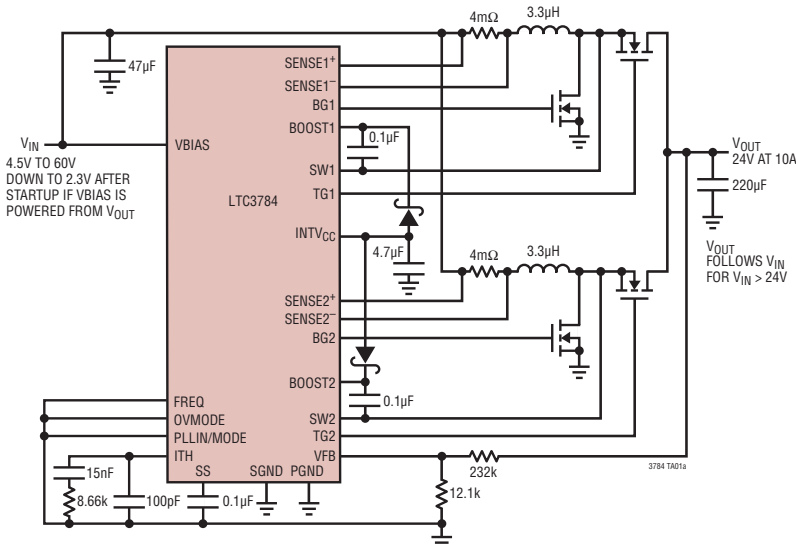 4mΩ
3.3µH
47µF
SENSE1+
SENSE1–
BG1
BOOST1
0.1µF
VIN
4.5V TO 60V
DOWN TO 2.3V AFTER
STARTUP IF VBIAS IS
POWERED FROM VOUT
VBIAS
SW1
VOUT
24V AT 10A
LTC3784
TG1
220µF
INTVCC
4.7µF
4mΩ
3.3µH
VOUT
FOLLOWS VIN
FOR VIN > 24V
SENSE2+
SENSE2–
BG2
BOOST2
0.1µF
FREQ
OVMODE
SW2
PLLIN/MODE
TG2
ITH
VFB
SS
SGND
PGND
232k
3784 TA01a
15nF
8.66k
100pF
0.1µF
12.1k